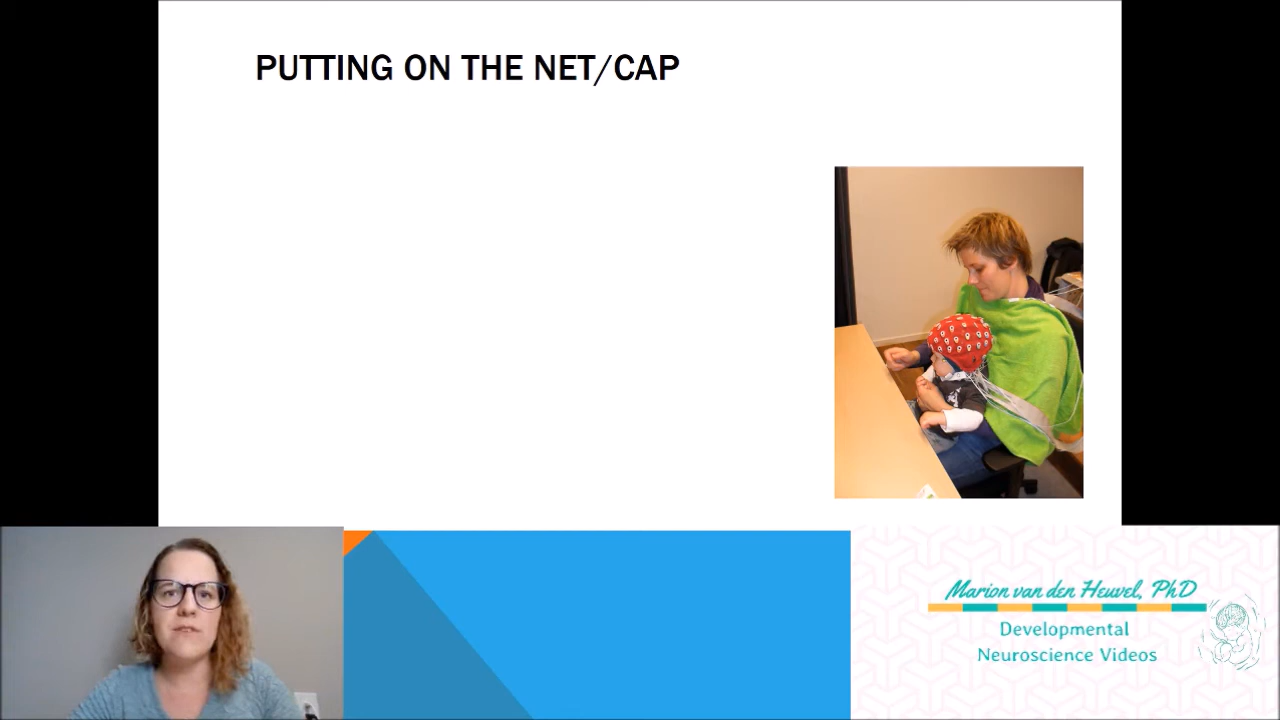 PUTTING ON THE NET/CAP
Marion van den Heuvel, PhD
Developmental
Neuroscience Videos